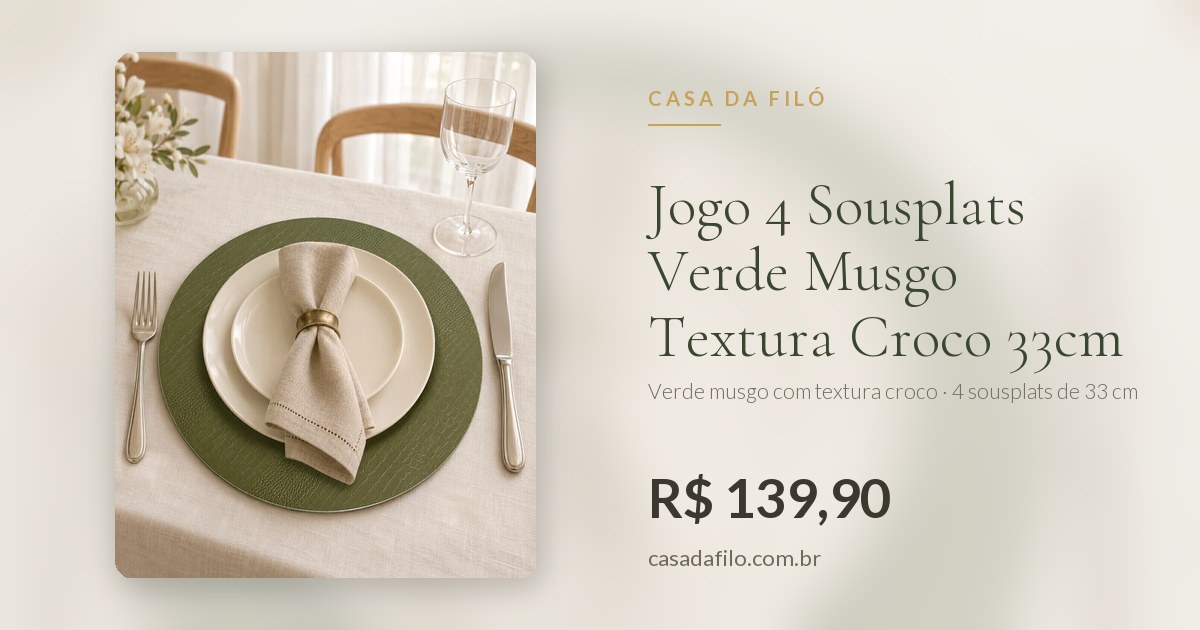 CASA DA FILÓ
Jogo 4 Sousplats
Verde Musgo
Textura Croco 33cm
Verde musgo com textura croco · 4 sousplats de 33 cm
R$ 139,90
casadafilo.com.br